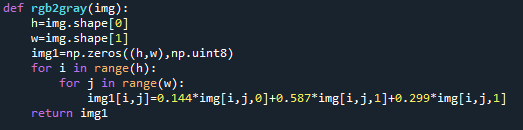 def rgb2gray(img):
    h=img.shape[0]
    w=img.shape[1]
    img1=np.zeros((h,w),np.uint8)
    for i in range(h):
        for j in range(w):
            img1[i,j]=0.144*img[i,j,0]+0.587*img[i,j,1]+0.299*img[i,j,1]
    return img1